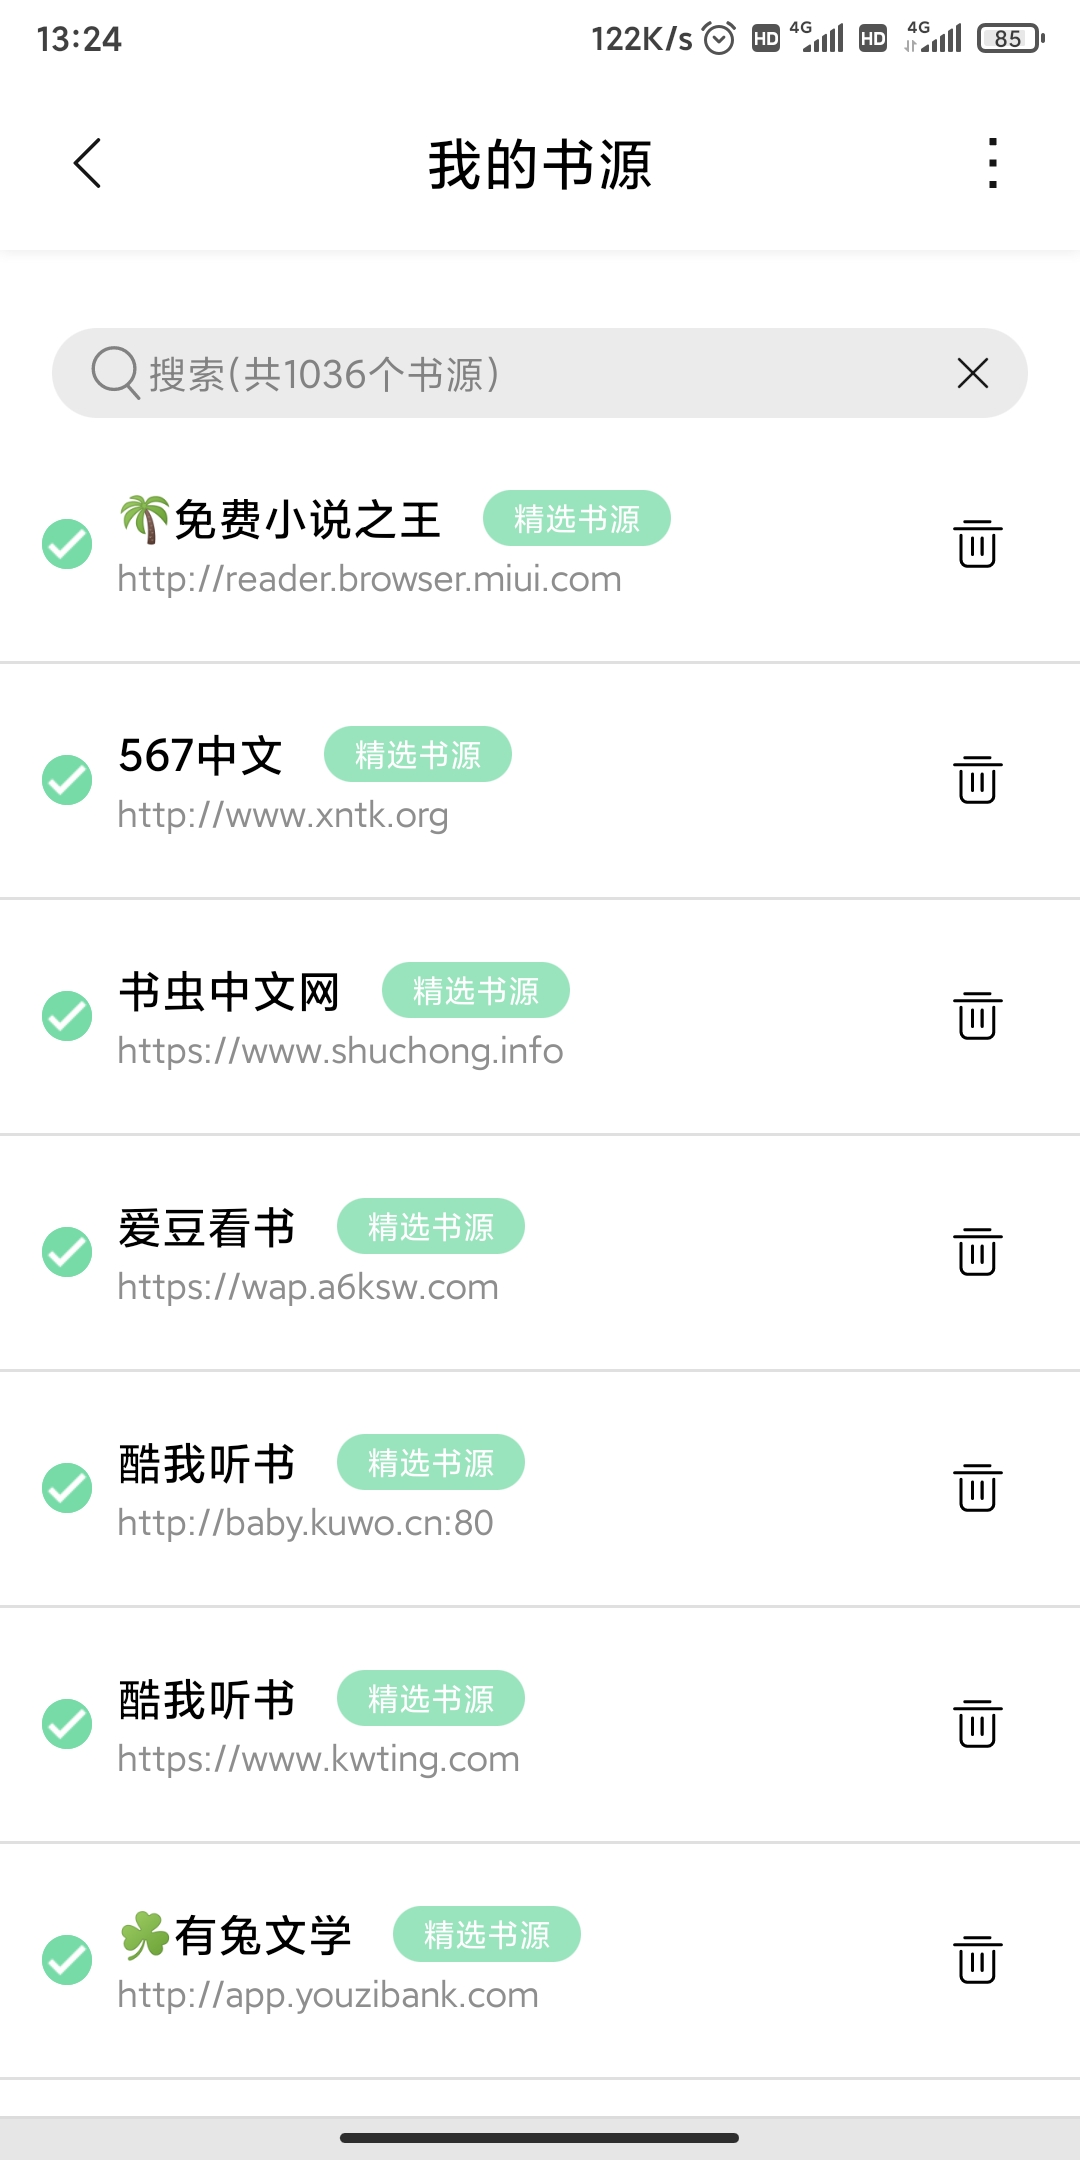 13:24 122K/s HD 4G HD 4G 85
我的书源
搜索(共1036个书源)
免费小说之王 精选书源
http://reader.browser.miui.com
567中文 精选书源
http://www.xntk.org
书虫中文网 精选书源
https://www.shuchong.info
爱豆看书 精选书源
https://wap.a6ksw.com
酷我听书 精选书源
http://baby.kuwo.cn:80
酷我听书 精选书源
https://www.kwting.com
有兔文学 精选书源
http://app.youzibank.com